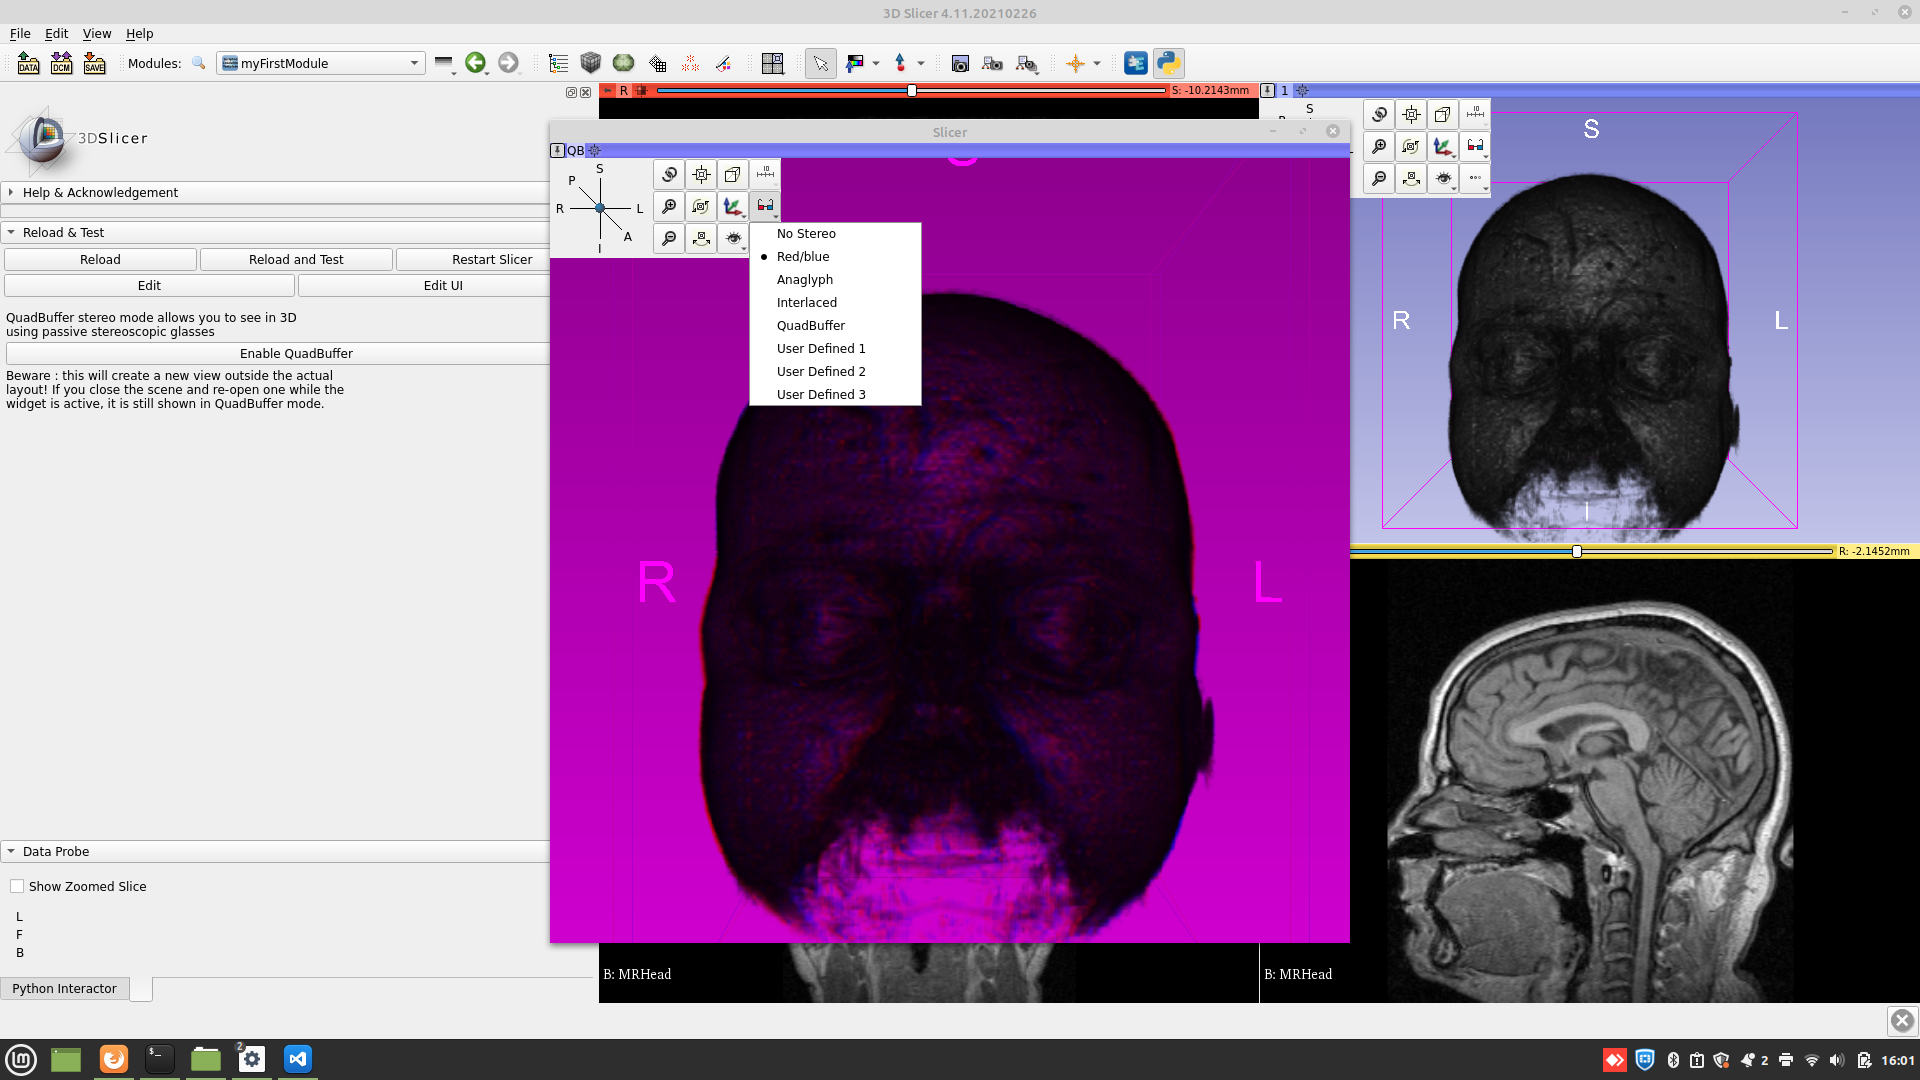 3D Slicer 4.11.20210226
File Edit View Help
DATA DCM SAVE Modules: myFirstModule
R S: -10.2143mm 1
3DSlicer
Slicer
QB
Help & Acknowledgement
Reload & Test
Reload Reload and Test Restart Slicer
Edit Edit UI
QuadBuffer stereo mode allows you to see in 3D
using passive stereoscopic glasses
Enable QuadBuffer
Beware : this will create a new view outside the actual
layout! If you close the scene and re-open one while the
widget is active, it is still shown in QuadBuffer mode.
S
P
R L
A
I
No Stereo
Red/blue
Anaglyph
Interlaced
QuadBuffer
User Defined 1
User Defined 2
User Defined 3
R L
S
S
R L
I
R: -2.1452mm
Data Probe
Show Zoomed Slice
L
F
B
Python Interactor
B: MRHead
B: MRHead
2
2 16:01